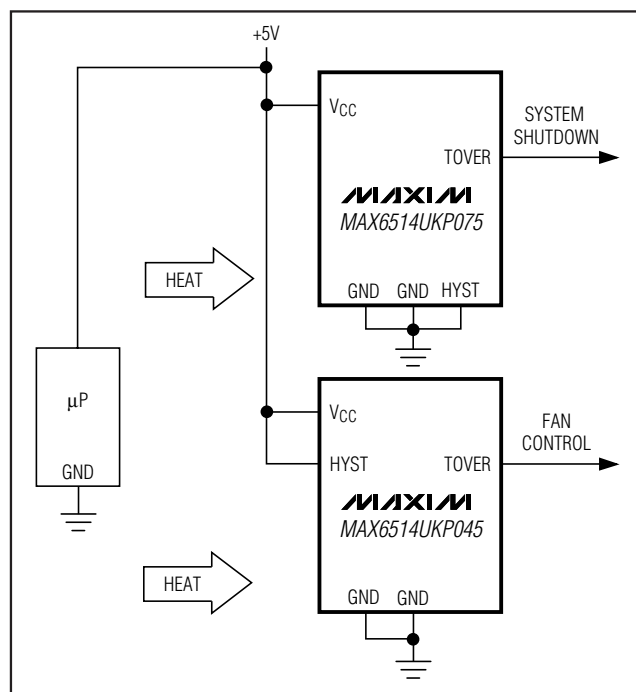 +5V
VCC
SYSTEM
SHUTDOWN
TOVER
MAXIM
MAX6514UKP075
HEAT
GND
GND
HYST
μP
GND
VCC
FAN
CONTROL
HYST
TOVER
MAXIM
MAX6514UKP045
HEAT
GND
GND